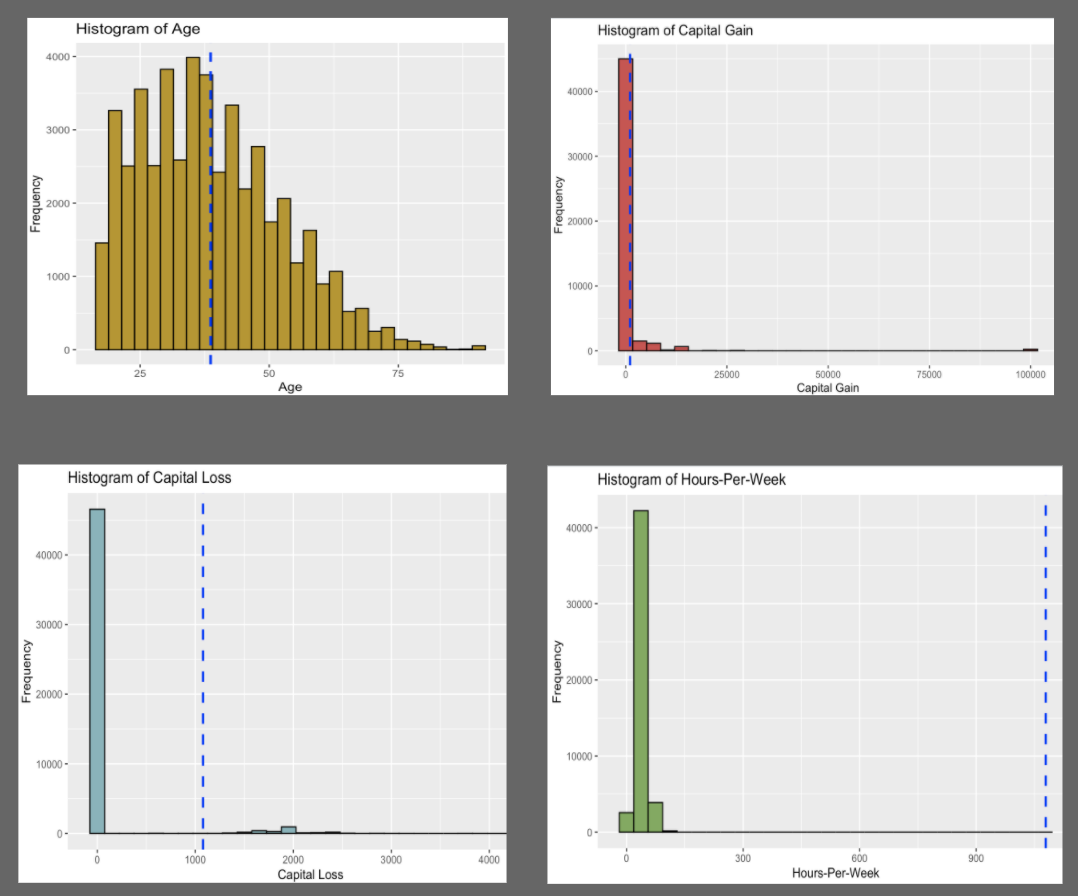 Histogram of Age
Frequency
4000
3000
2000
1000
0
25 50 75
Age
Histogram of Capital Gain
Frequency
40000
30000
20000
10000
0
0 25000 50000 75000 100000
Capital Gain
Histogram of Capital Loss
Frequency
40000
30000
20000
10000
0
0 1000 2000 3000 4000
Capital Loss
Histogram of Hours-Per-Week
Frequency
40000
30000
20000
10000
0
0 300 600 900
Hours-Per-Week